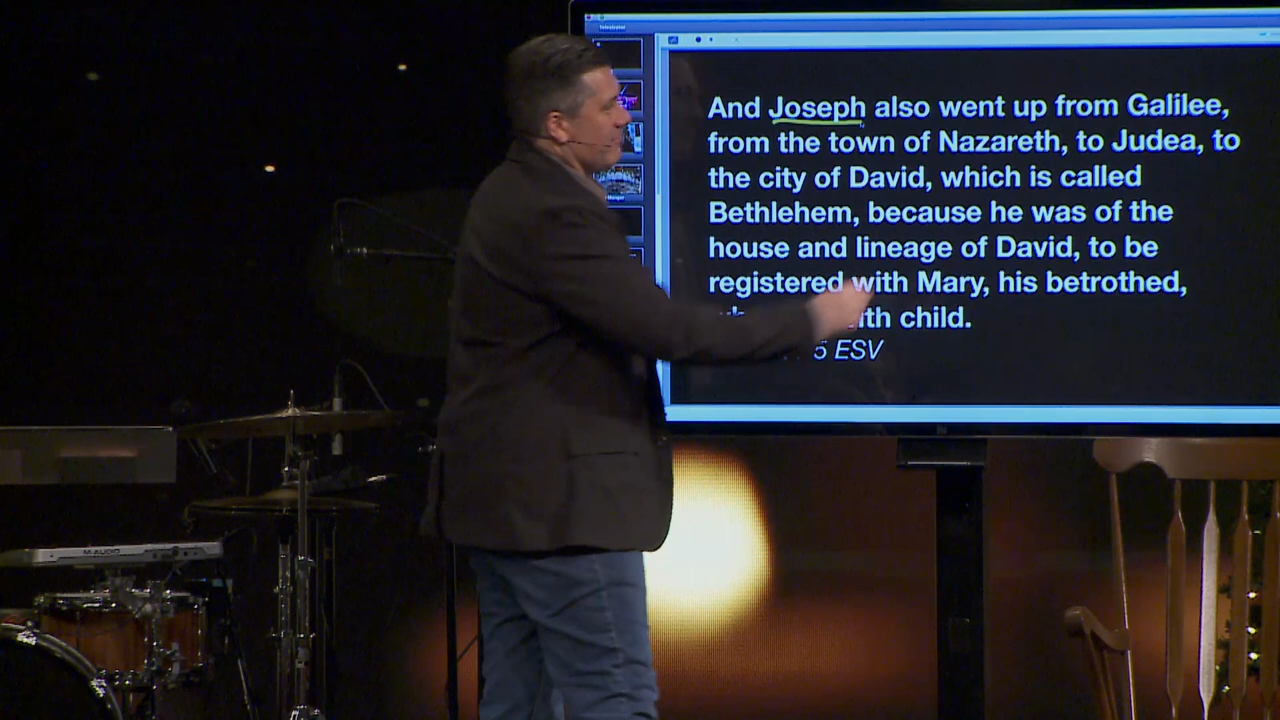 Telestrator
And Joseph also went up from Galilee,
from the town of Nazareth, to Judea, to
the city of David, which is called
Bethlehem, because he was of the
house and lineage of David, to be
registered with Mary, his betrothed,
child.
5 ESV
M-AUDIO